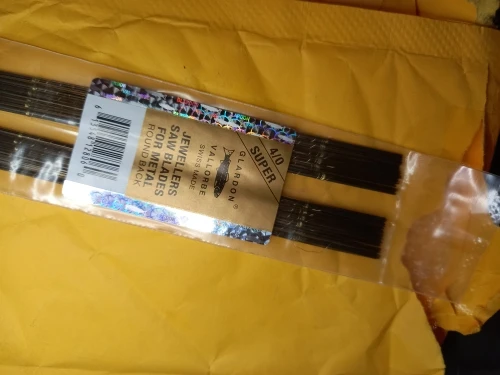 4/0
SUPER
GLARDON®
VALLORBE
SWISS MADE
JEWELLERS
SAW BLADES
FOR METAL
ROUND BACK